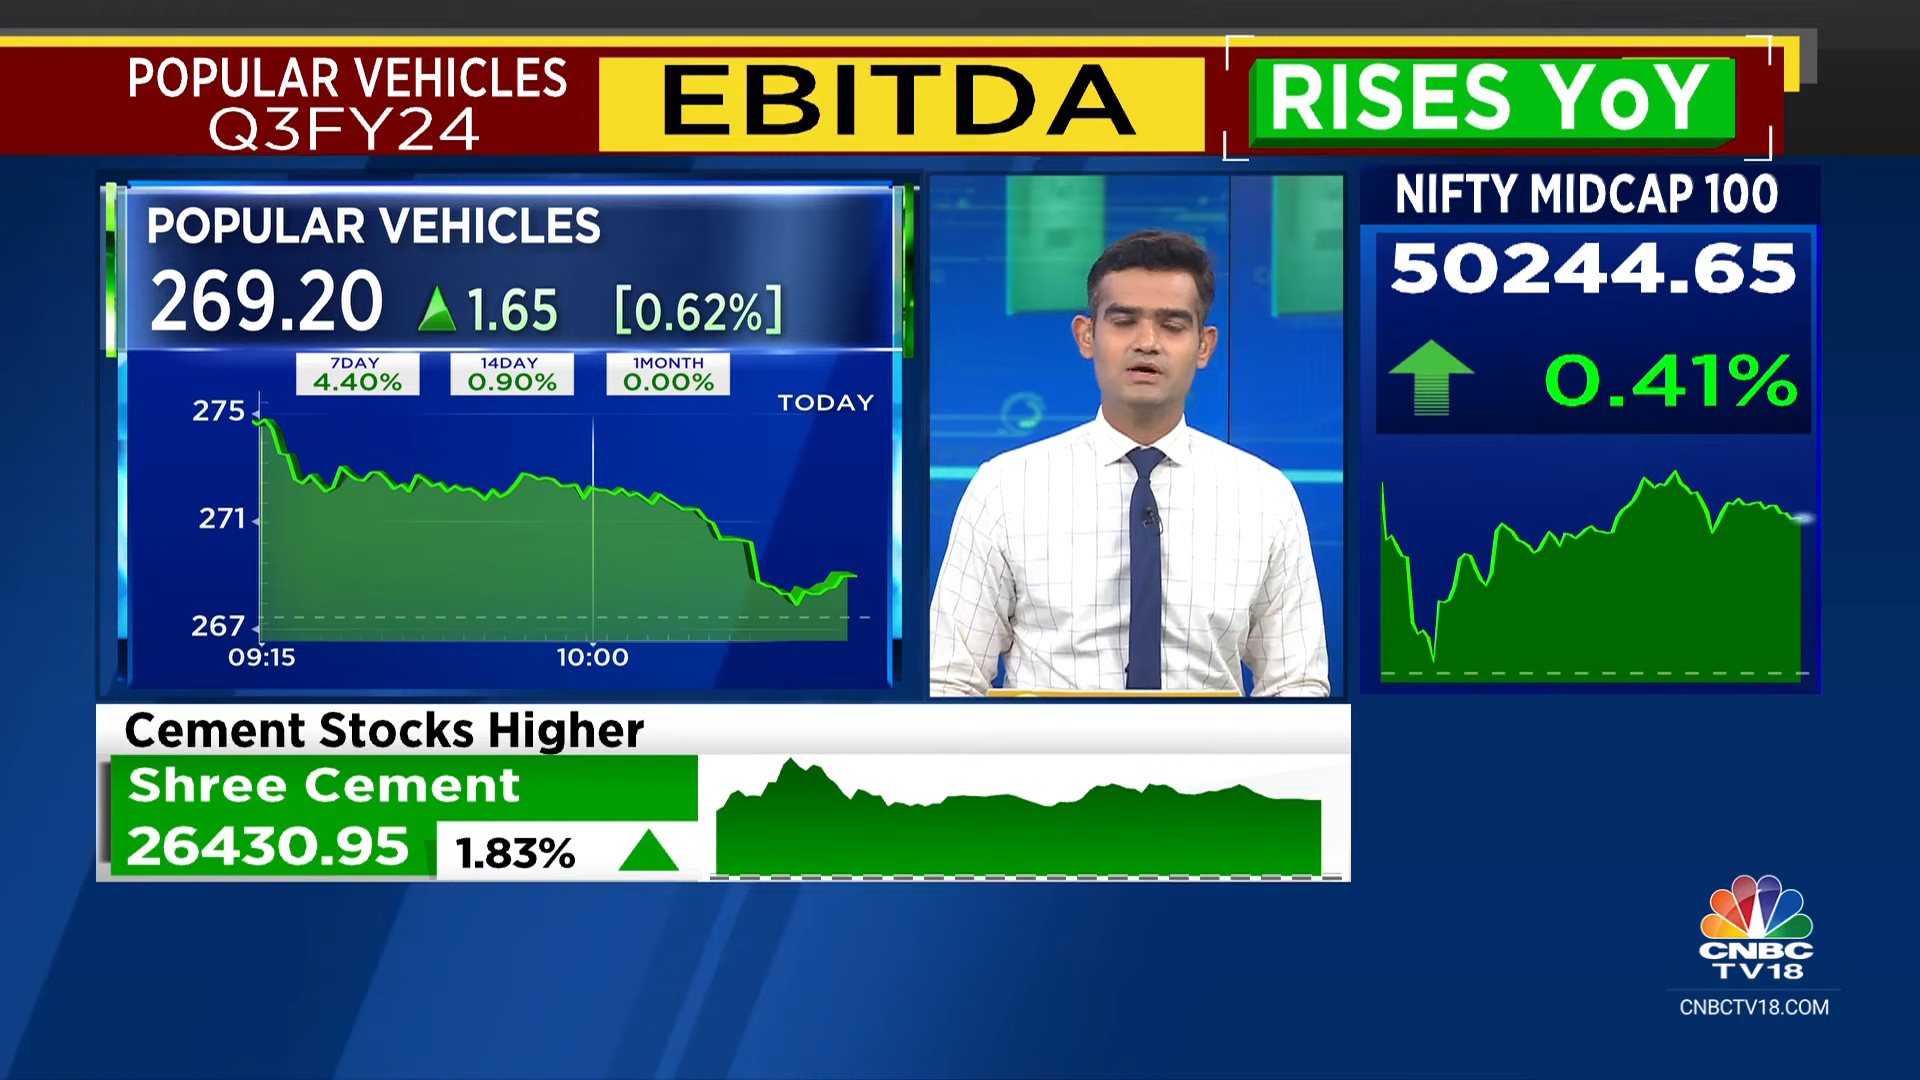 POPULAR VEHICLES
Q3FY24
EBITDA
RISES YoY
POPULAR VEHICLES
269.20 1.65 [0.62%]
7DAY
4.40%
14DAY
0.90%
1MONTH
0.00%
TODAY
275
271
267
09:15
10:00
NIFTY MIDCAP 100
50244.65
0.41%
Cement Stocks Higher
Shree Cement
26430.95
1.83%
CNBC
TV18
CNBCTV18.COM